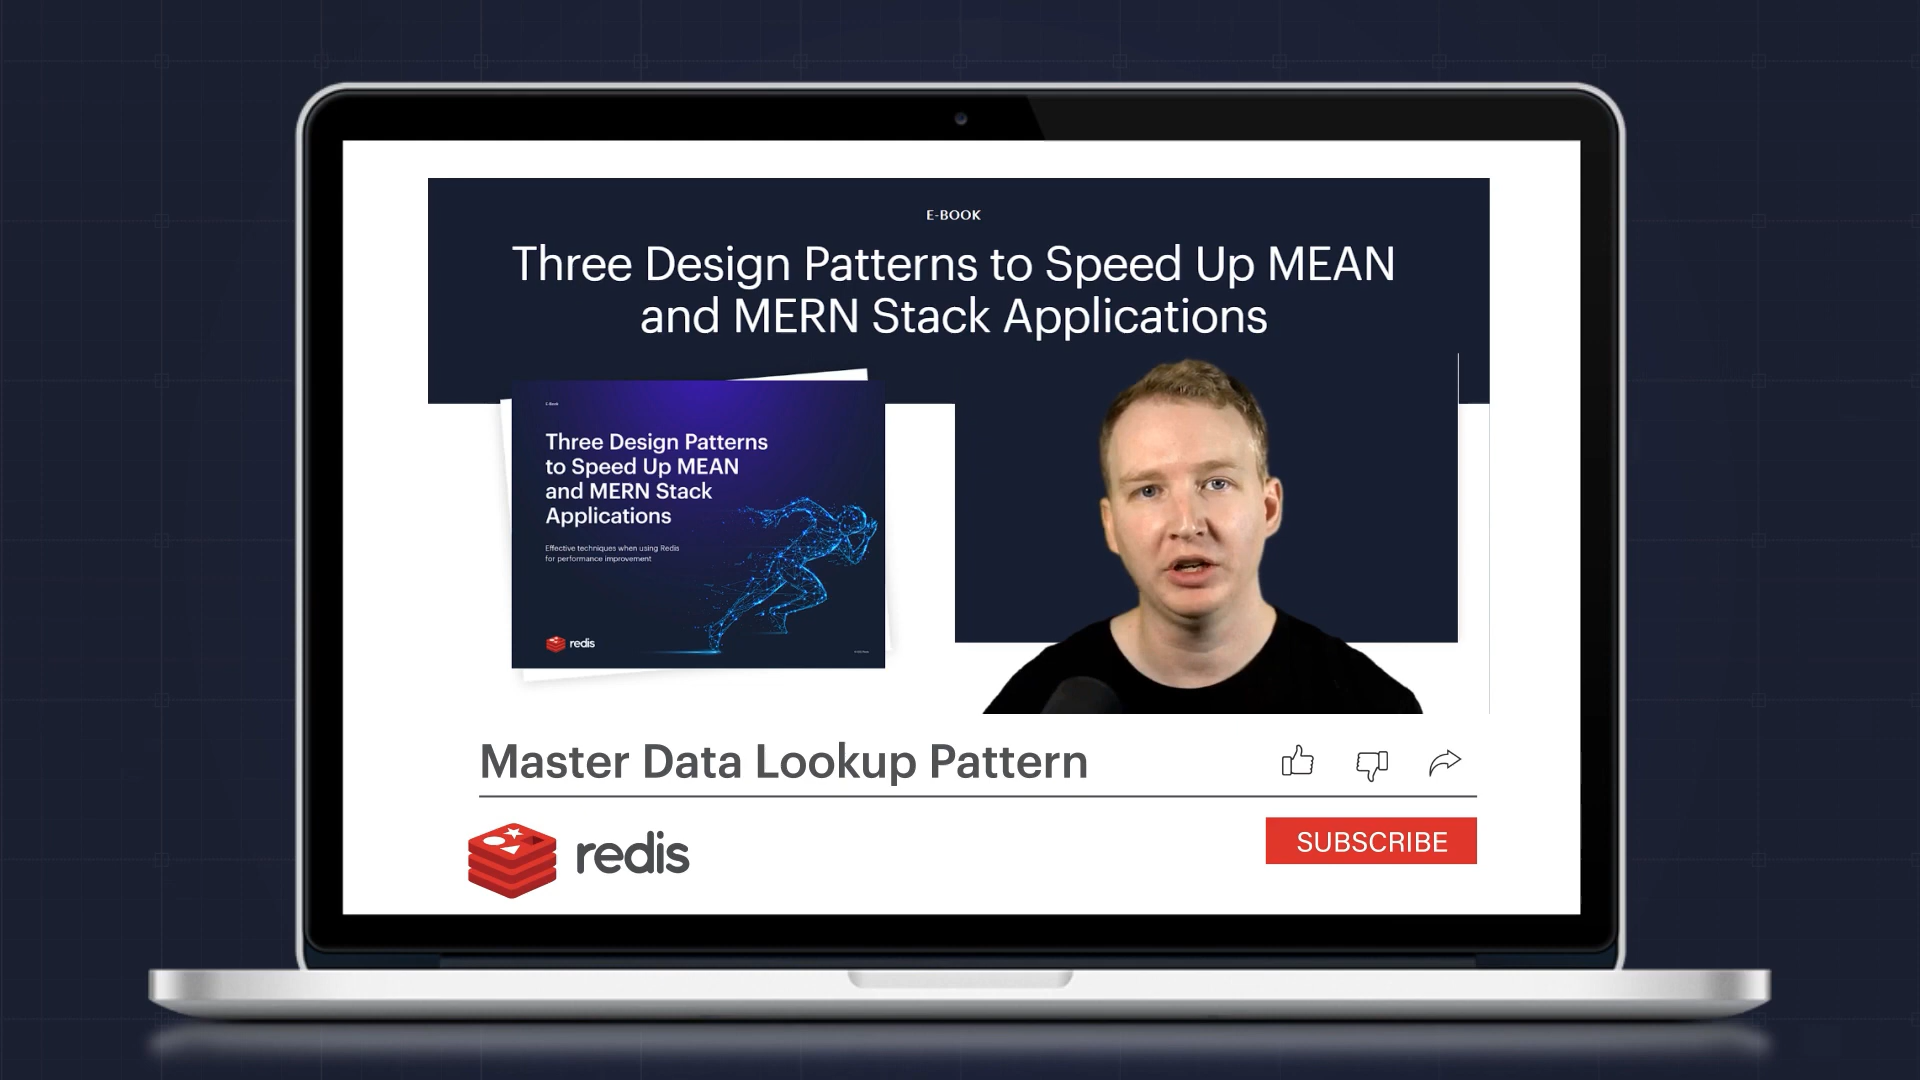 E-BOOK
Three Design Patterns to Speed Up MEAN
and MERN Stack Applications
E-Book
Three Design Patterns
to Speed Up MEAN
and MERN Stack
Applications
Effective techniques when using Redis
for performance improvement
redis
Master Data Lookup Pattern
redis
SUBSCRIBE